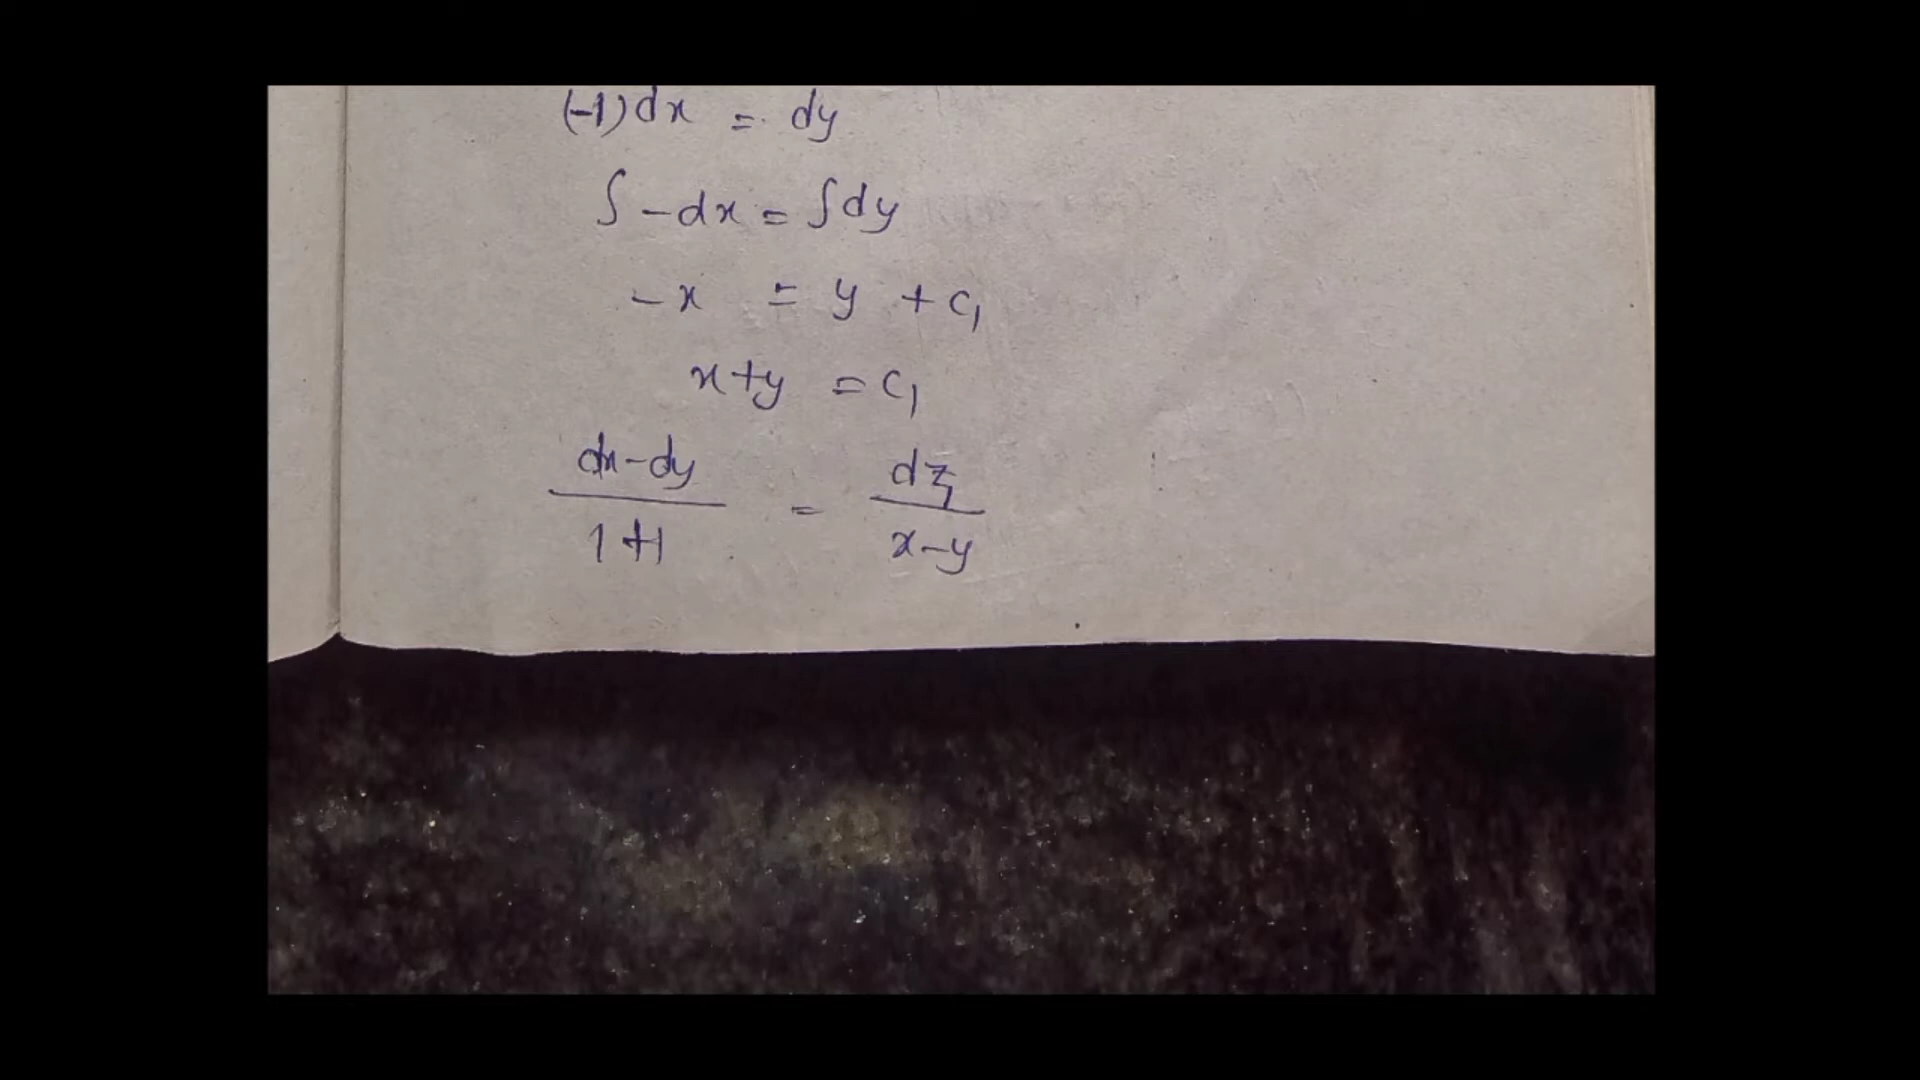 (-1)dx = dy
∫ -dx = ∫dy
-x = y + c₁
x+y = c₁
dx-dy / 1+1 = dz / x-y